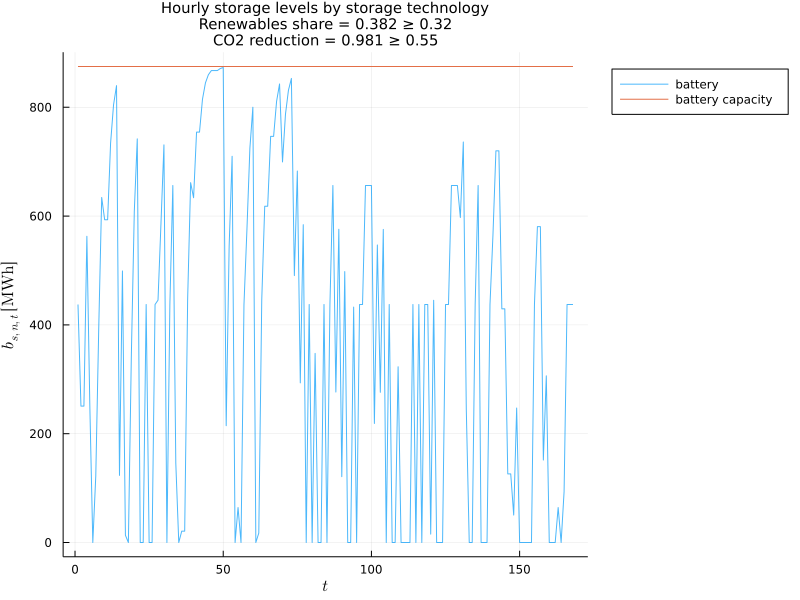 Hourly storage levels by storage technology
Renewables share = 0.382 ≥ 0.32
CO2 reduction = 0.981 ≥ 0.55
battery
battery capacity
800
600
400
200
0
b_{s, n, t} [MWh]
0
50
100
150
t